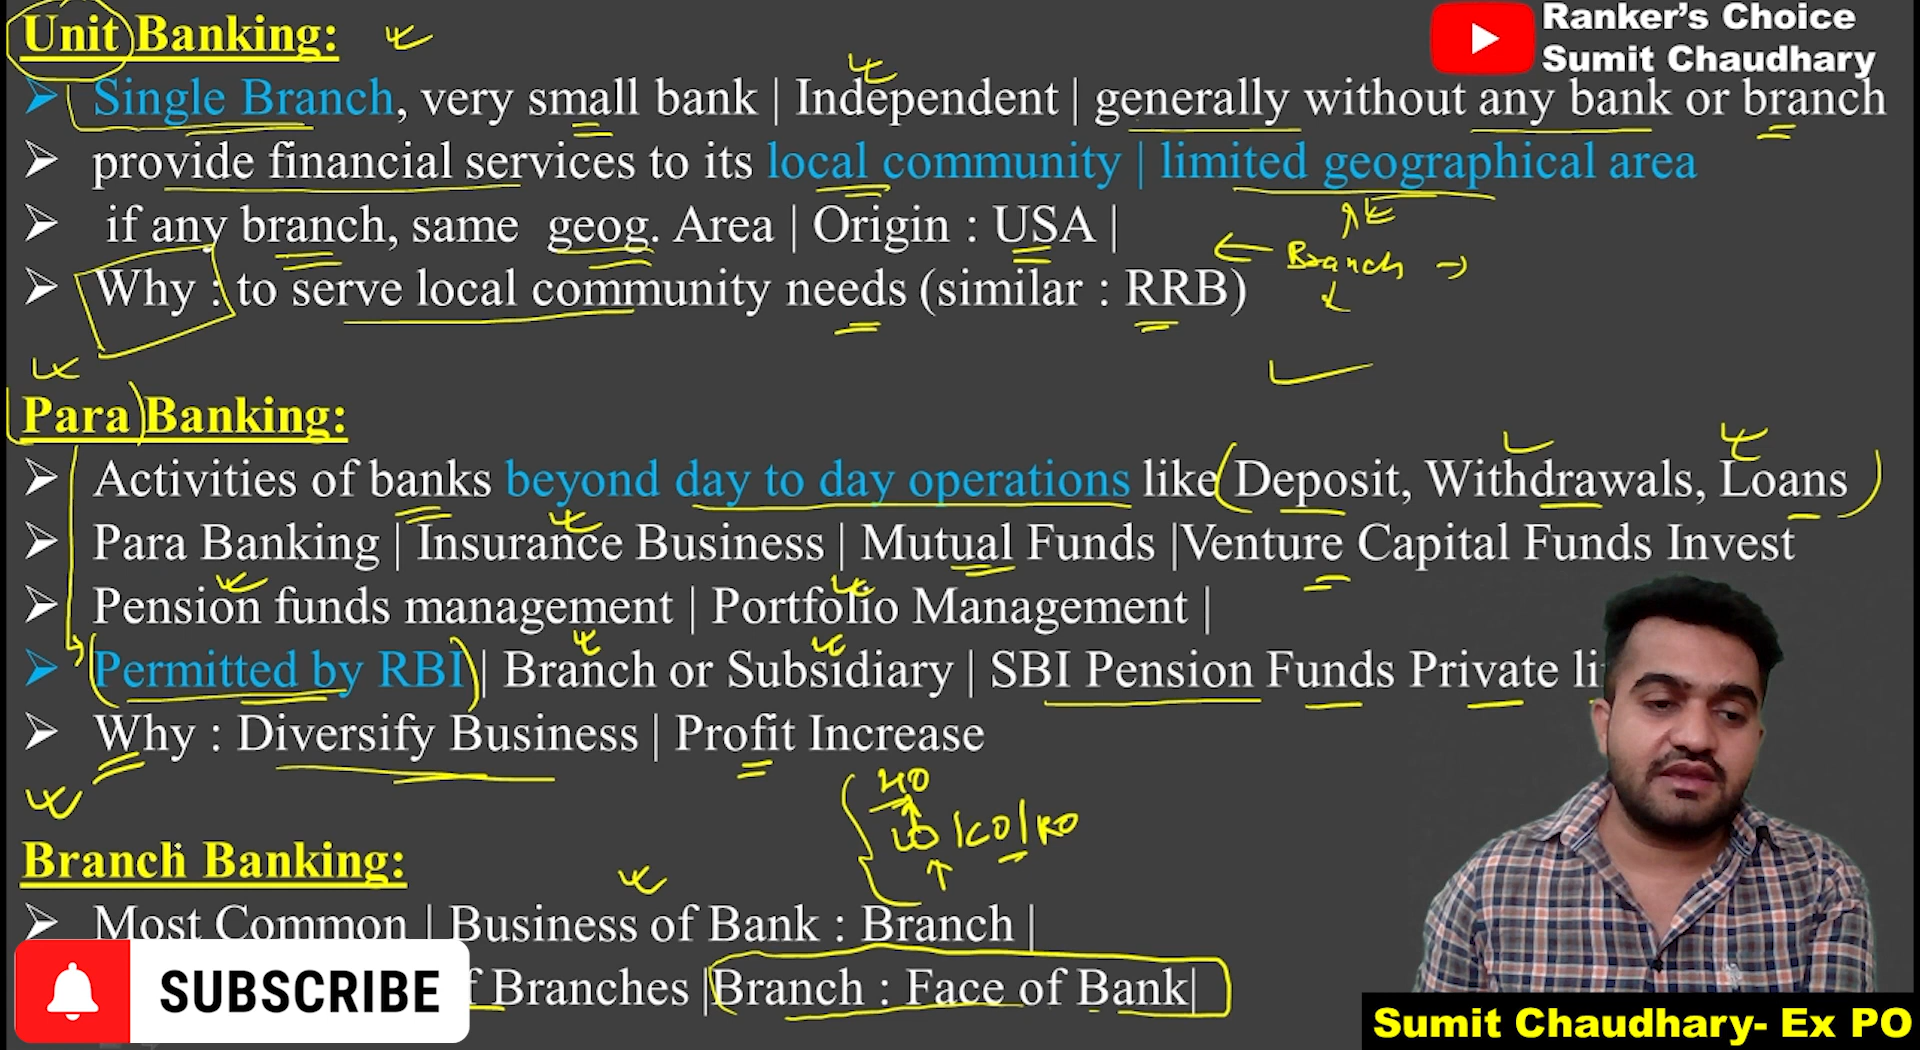 Unit Banking:
Ranker's Choice
Sumit Chaudhary
Single Branch, very small bank | Independent | generally without any bank or branch
provide financial services to its local community | limited geographical area
if any branch, same geog. Area | Origin : USA |
Branch
Why : to serve local community needs (similar : RRB)
Para Banking:
Activities of banks beyond day to day operations like Deposit, Withdrawals, Loans
Para Banking | Insurance Business | Mutual Funds |Venture Capital Funds Invest
Pension funds management | Portfolio Management |
Permitted by RBI | Branch or Subsidiary | SBI Pension Funds Private li
Why : Diversify Business | Profit Increase
HO
LO/CO/RO
Branch Banking:
Most Common | Business of Bank : Branch |
f Branches |Branch : Face of Bank|
SUBSCRIBE
Sumit Chaudhary- Ex PO